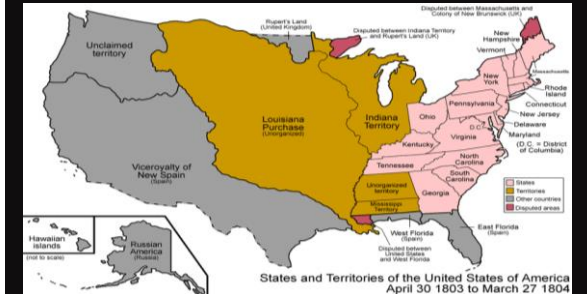 Disputed between Massachusetts and
Colony of New Brunswick (UK)
Rupert's Land
(United Kingdom)
Disputed between Indiana Territory
and Rupert's Land (UK)
New
Hampshire
Vermont
Unclaimed
territory
Massachusetts
New
York
Rhode
Island
Connecticut
New Jersey
Delaware
Maryland
(D.C. = District
of Columbia)
Pennsylvania
Ohio
Indiana
Territory
Louisiana
Purchase
(Unorganized)
D.C.
Virginia
Kentucky
Viceroyalty of
New Spain
(Spain)
North
Carolina
Tennessee
South
Carolina
Unorganized
territory
Georgia
Mississippi
Territory
States
Territories
Other countries
Disputed areas
Hawaiian
islands
(not to scale)
Russian
America
(Russia)
West Florida
(Spain)
East Florida
(Spain)
Disputed between
United States
and West Florida
States and Territories of the United States of America
April 30 1803 to March 27 1804